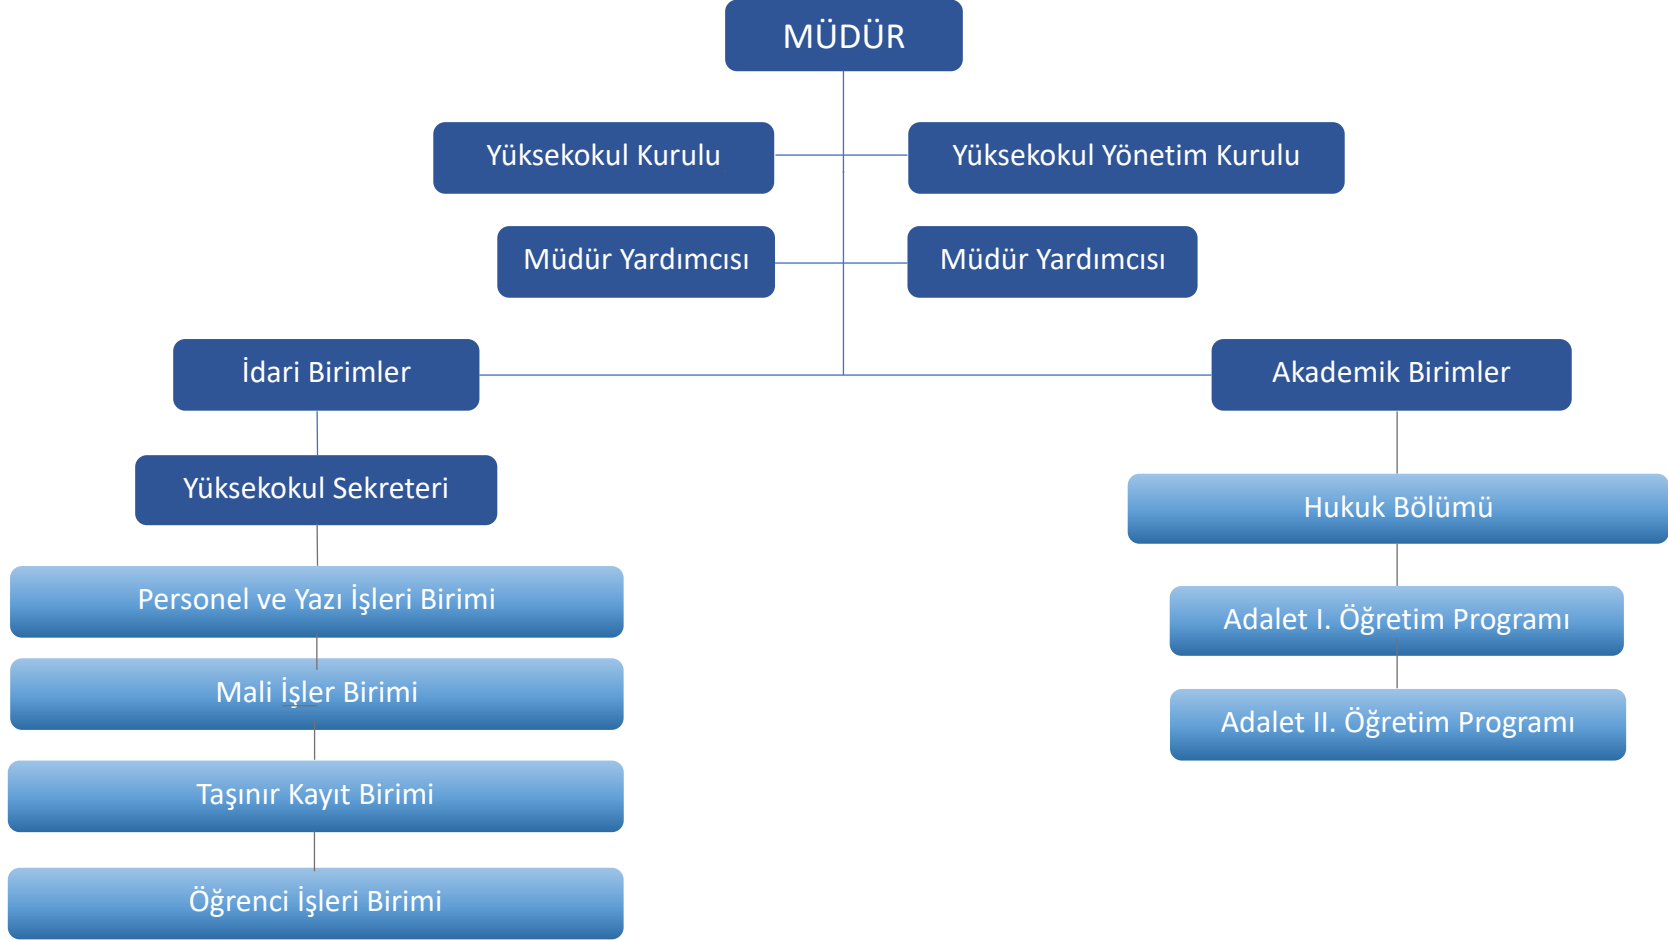 MÜDÜR
Yüksekokul Kurulu
Yüksekokul Yönetim Kurulu
Müdür Yardımcısı
Müdür Yardımcısı
İdari Birimler
Akademik Birimler
Yüksekokul Sekreteri
Hukuk Bölümü
Personel ve Yazı İşleri Birimi
Adalet I. Öğretim Programı
Mali İşler Birimi
Adalet II. Öğretim Programı
Taşınır Kayıt Birimi
Öğrenci İşleri Birimi